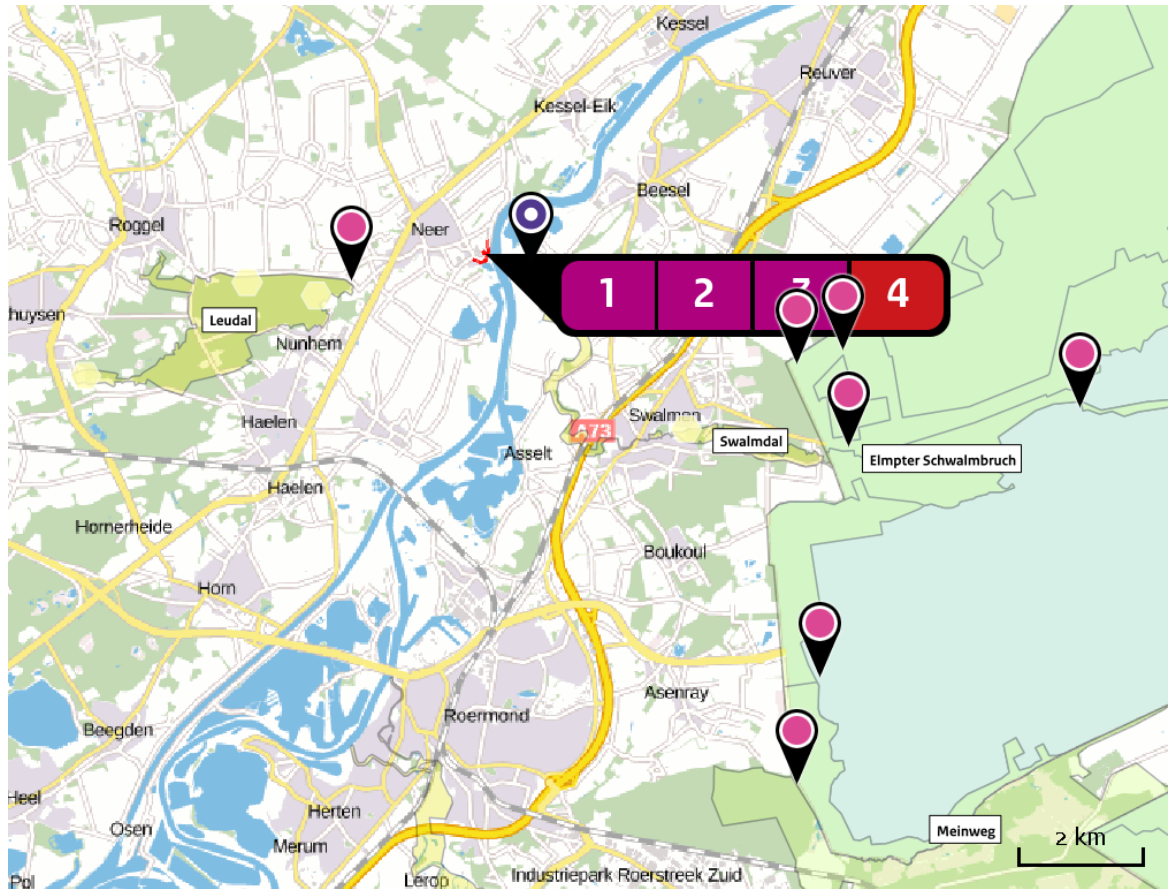 Kessel
Reuver
Kessel-Eik
Beesel
Roggel
Neer
1 2 3 4
huysen
Leudal
Nunhem
Haelen
Swalmen
A73
Swalmdal
Asselt
Elmpter Schwalmbruch
Haelen
Hornerheide
Boukoul
Horn
Asenray
Roermond
Beegden
Heel
Herten
Osen
Meinweg
2 km
Merum
Pol
Lerop
Industriepark Roerstreek Zuid